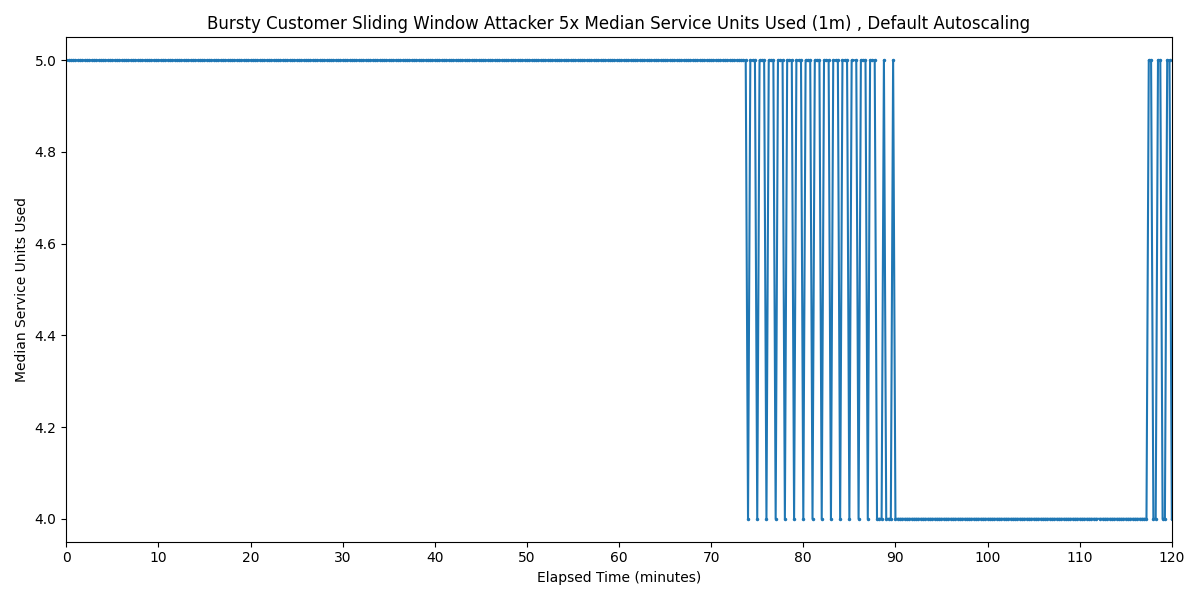 Bursty Customer Sliding Window Attacker 5x Median Service Units Used (1m) , Default Autoscaling
5.0
4.8
4.6
4.4
4.2
4.0
Median Service Units Used
0 10 20 30 40 50 60 70 80 90 100 110 120
Elapsed Time (minutes)